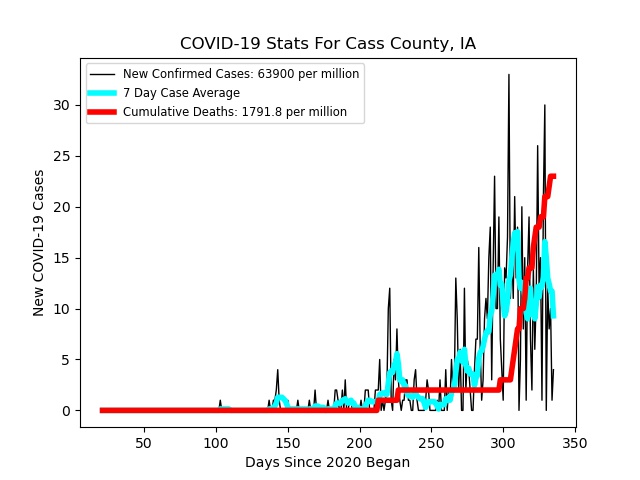 COVID-19 Stats For Cass County, IA
New Confirmed Cases: 63900 per million
7 Day Case Average
Cumulative Deaths: 1791.8 per million
New COVID-19 Cases
30
25
20
15
10
5
0
50 100 150 200 250 300 350
Days Since 2020 Began